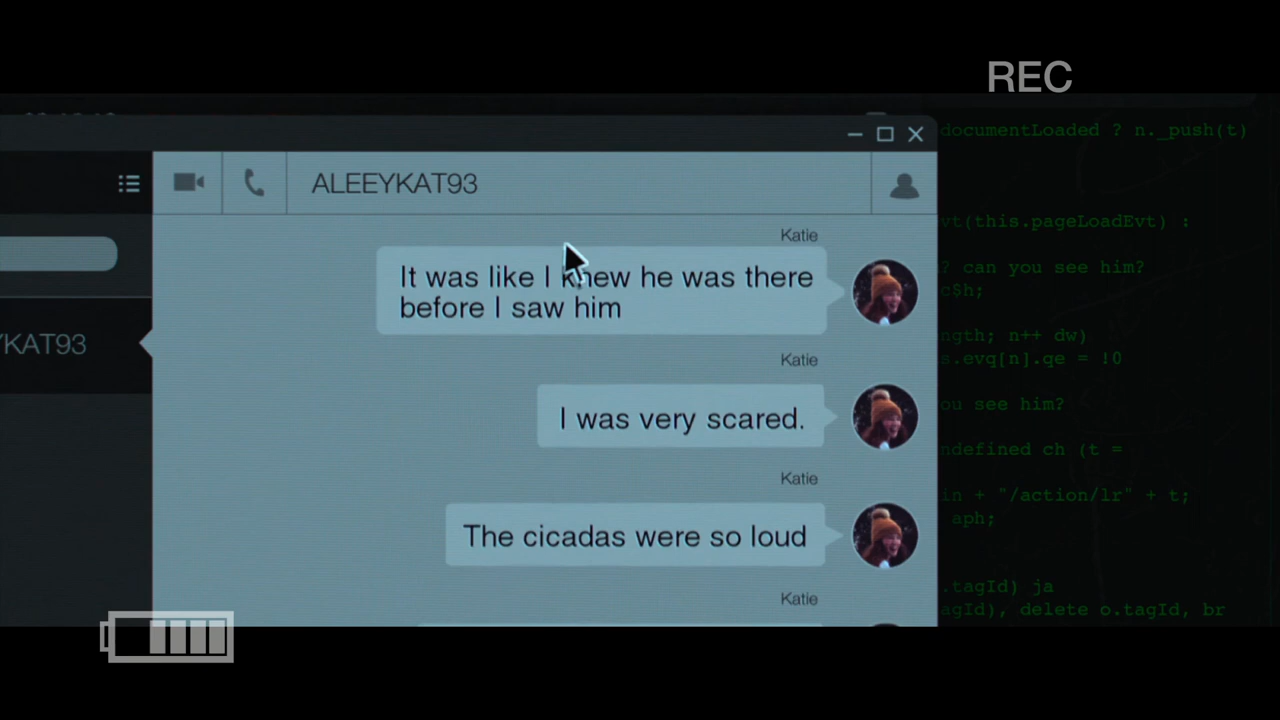 REC
documentLoaded ? n._push(t)
ALEEYKAT93
vt(this.pageLoadEvt) :
Katie
? can you see him?
It was like I knew he was there
c$h;
before I saw him
ngth; n++ dw)
KAT93
s.evq[n].qe = !0
Katie
ou see him?
I was very scared.
ndefined ch (t =
Katie
in + "/action/lr" + t;
aph;
The cicadas were so loud
.tagId) ja
Katie
agId), delete o.tagId, br